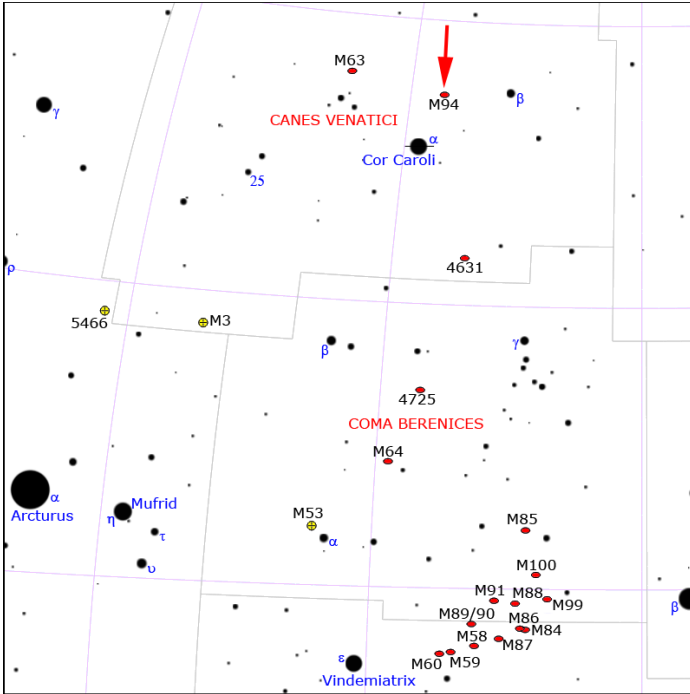 M63
M94
β
γ
CANES VENATICI
α
Cor Caroli
25
4631
ρ
5466
M3
β
γ
4725
COMA BERENICES
M64
α
Arcturus
Mufrid
η
τ
υ
M53
α
M85
M100
M91
M88
M99
M89/90
M86
M84
M58
M87
M60
M59
β
ε
Vindemiatrix